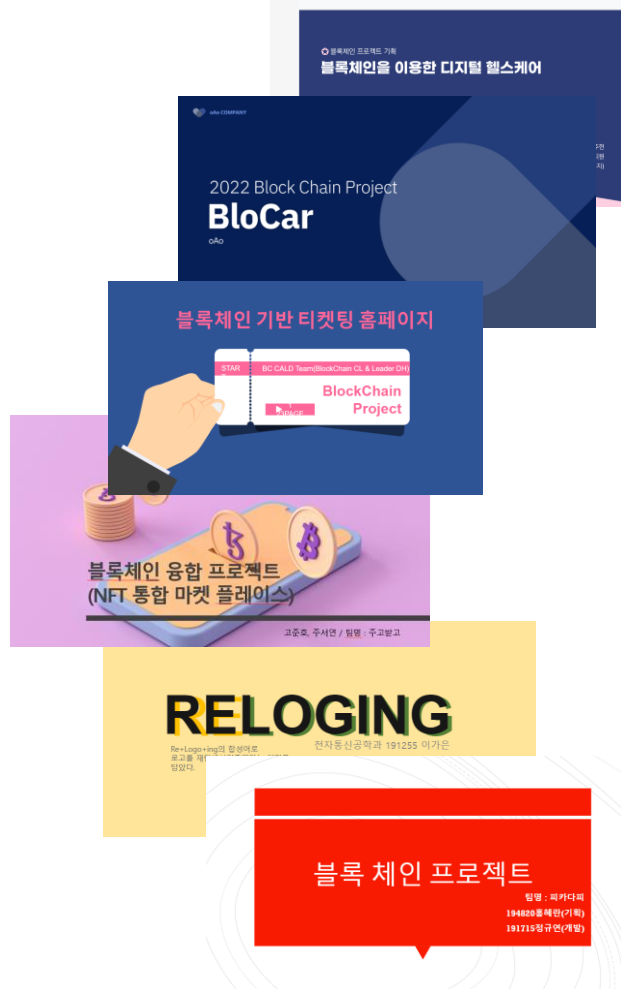 블록체인 프로젝트 기획
블록체인을 이용한 디지털 헬스케어
oAo COMPANY
2022 Block Chain Project
BloCar
oAo
블록체인 기반 티켓팅 홈페이지
STAR
BC CALD Team(BlockChain CL & Leader DH)
BlockChain
Project
블록체인 융합 프로젝트
(NFT 통합 마켓 플레이스)
고준호, 주서연 / 팀명 : 주고받고
RELOGING
전자통신공학과 191255 이가은
Re+Logo+ing의 합성어로
로고를
담았다.
블록 체인 프로젝트
팀명 : 피카다피
194820홍혜란(기획)
191715정규연(개발)